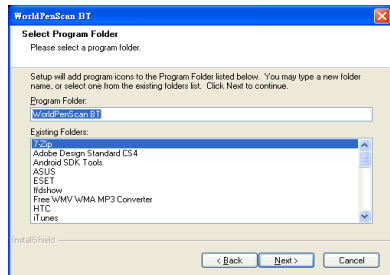 WorldPenScan BT
Select Program Folder
Please select a program folder.
Setup will add program icons to the Program Folder listed below. You may type a new folder
name, or select one from the existing folders list. Click Next to continue.
Program Folder:
WorldPenScan BT
Existing Folders:
7-Zip
Adobe Design Standard CS4
Android SDK Tools
ASUS
ESET
ffdshow
Free WMV WMA MP3 Converter
HTC
iTunes
InstallShield
< Back
Next >
Cancel